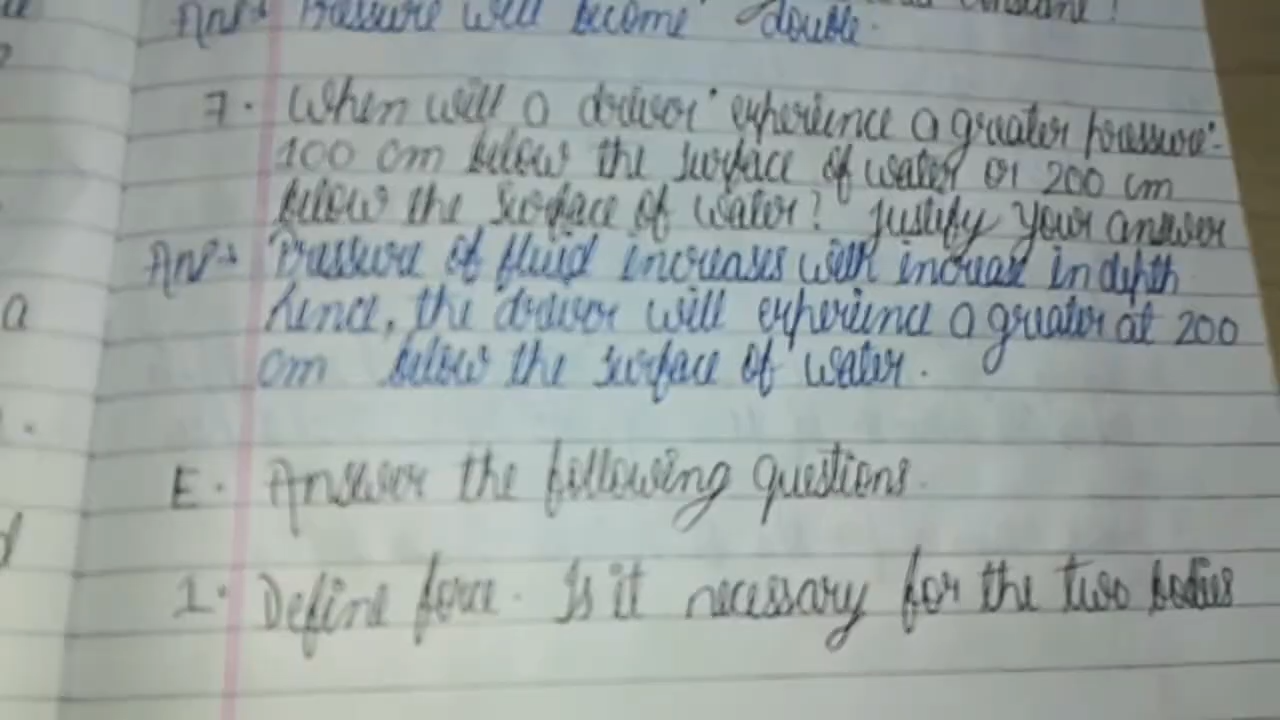 Ans: Pressure will become double.
7. When will a driver experience a greater pressure:
100 cm below the surface of water or 200 cm
below the surface of water? Justify your answer
Ans: Pressure of fluid increases with increase in depth
hence, the driver will experience a greater at 200
cm below the surface of water.
E. Answer the following questions.
1. Define force. Is it necessary for the two bodies